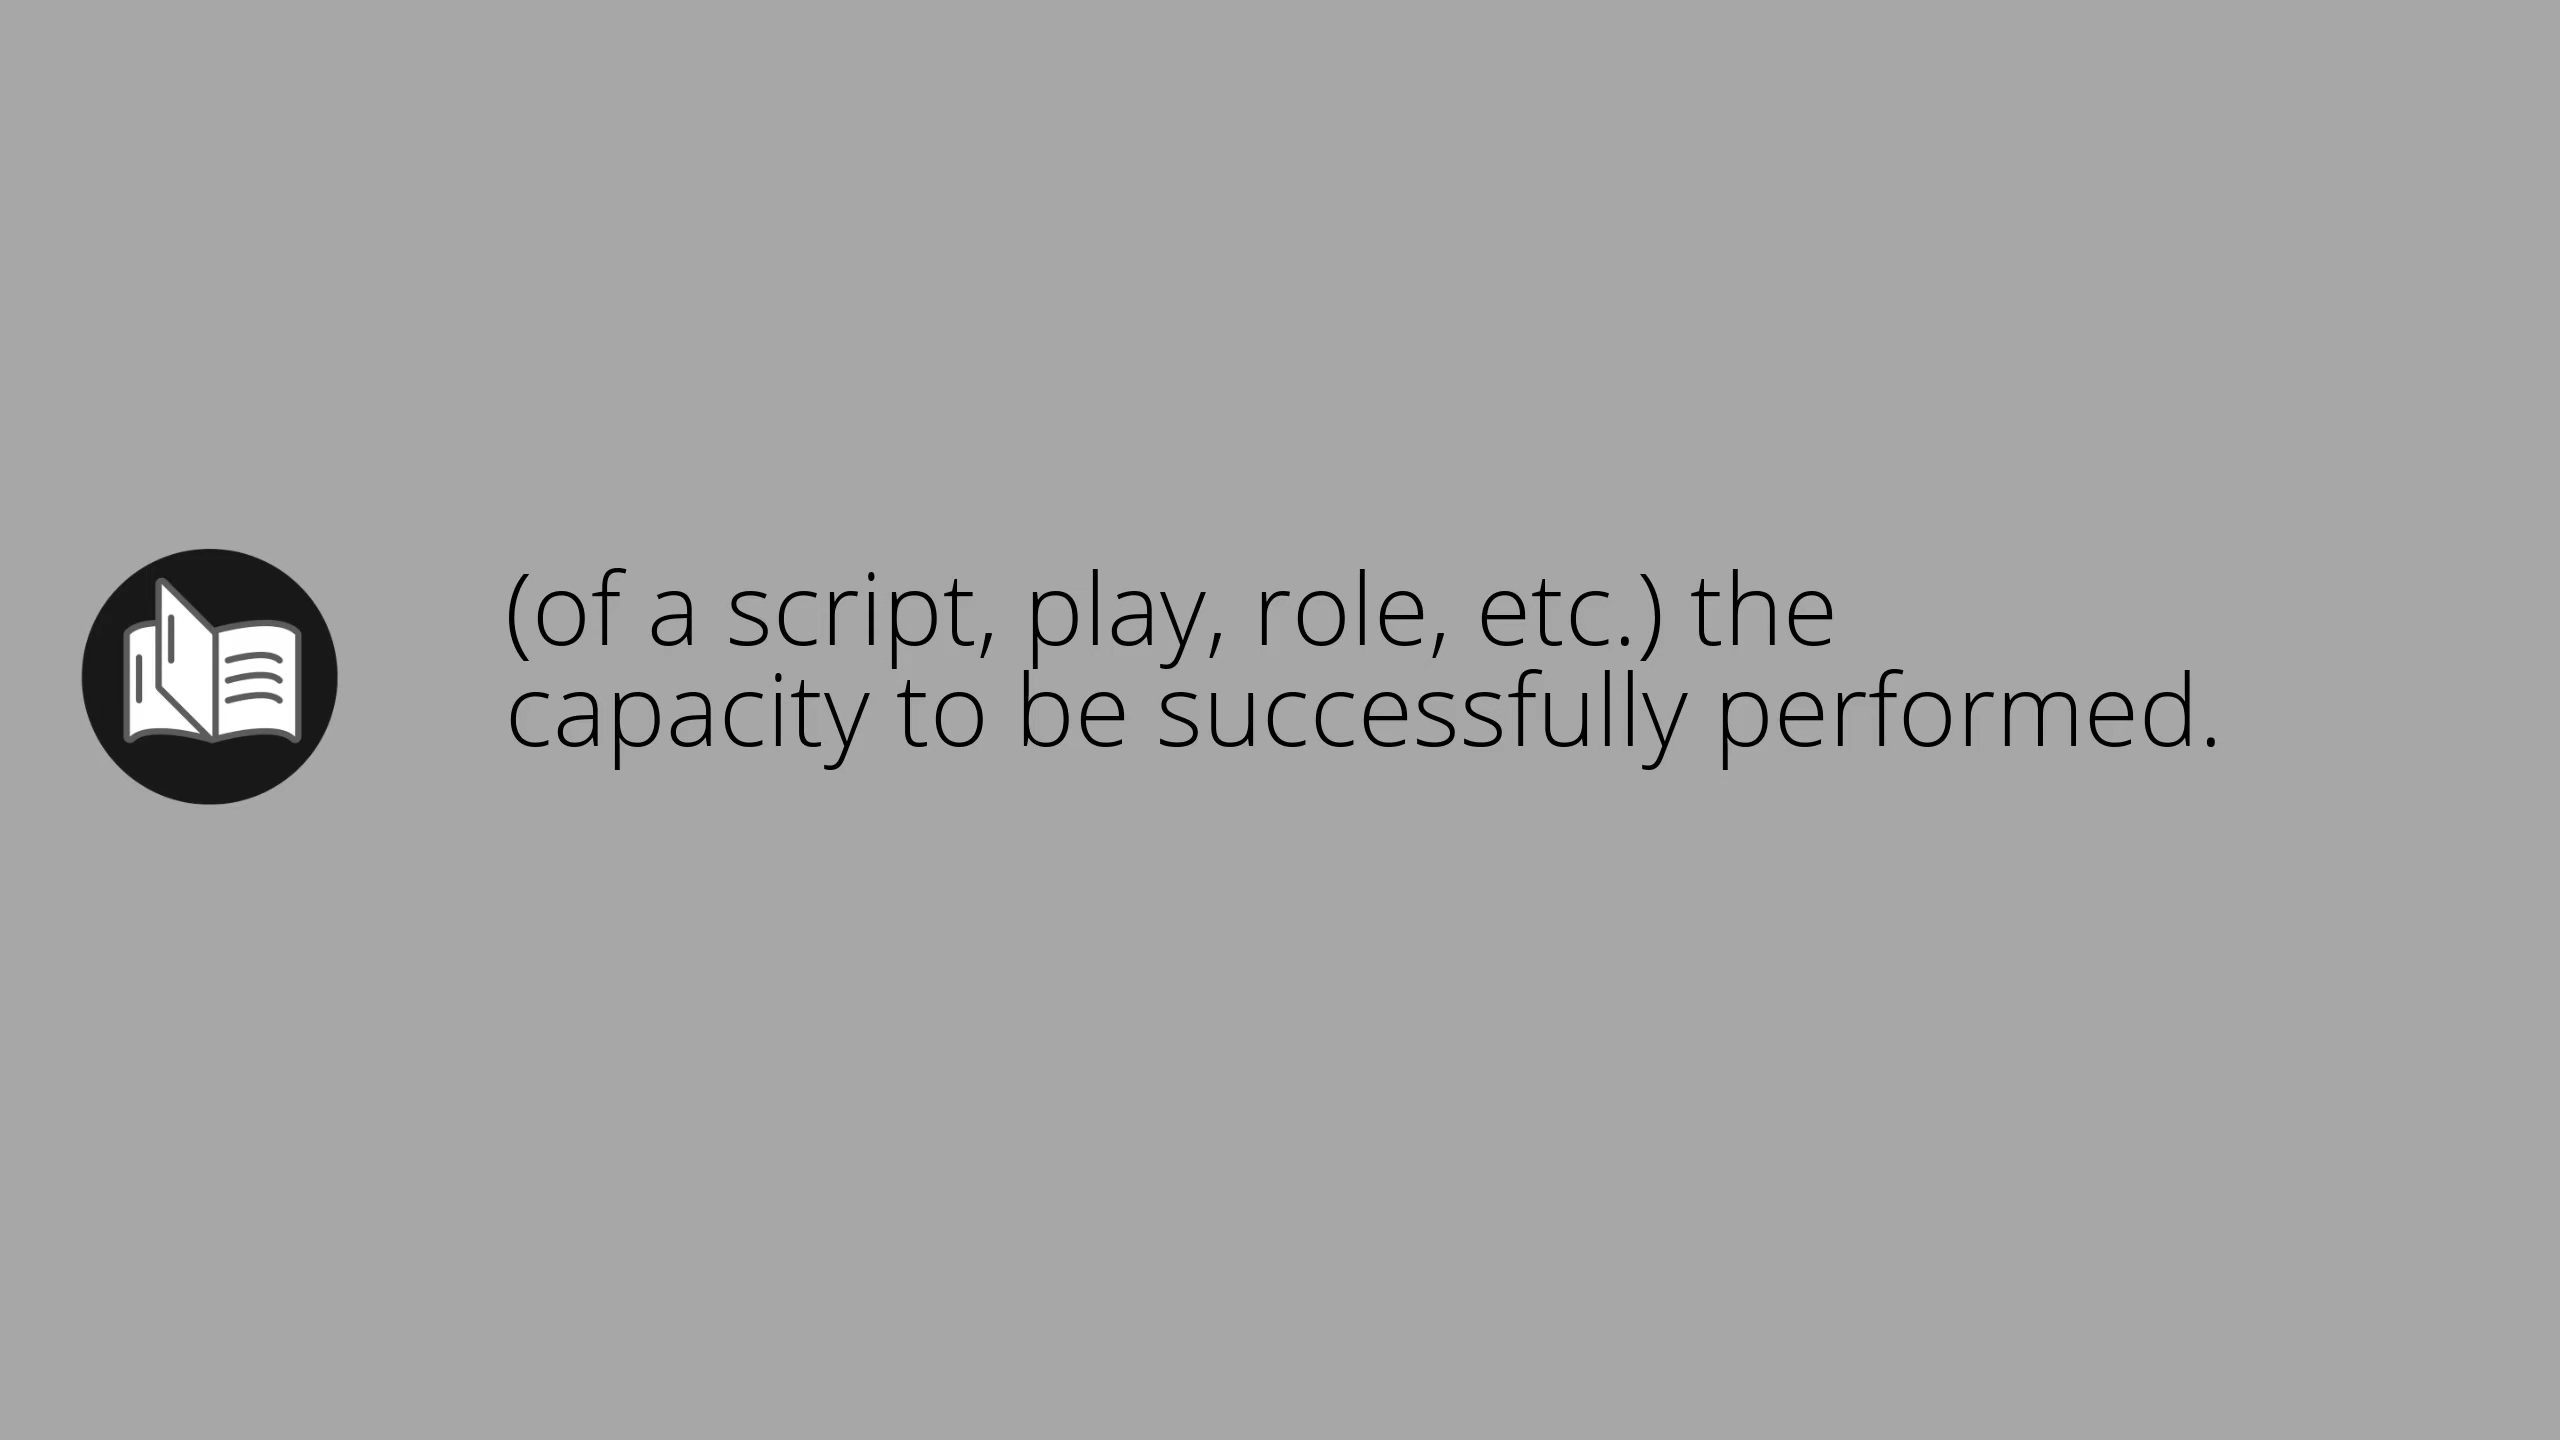 (of a script, play, role, etc.) the
capacity to be successfully performed.